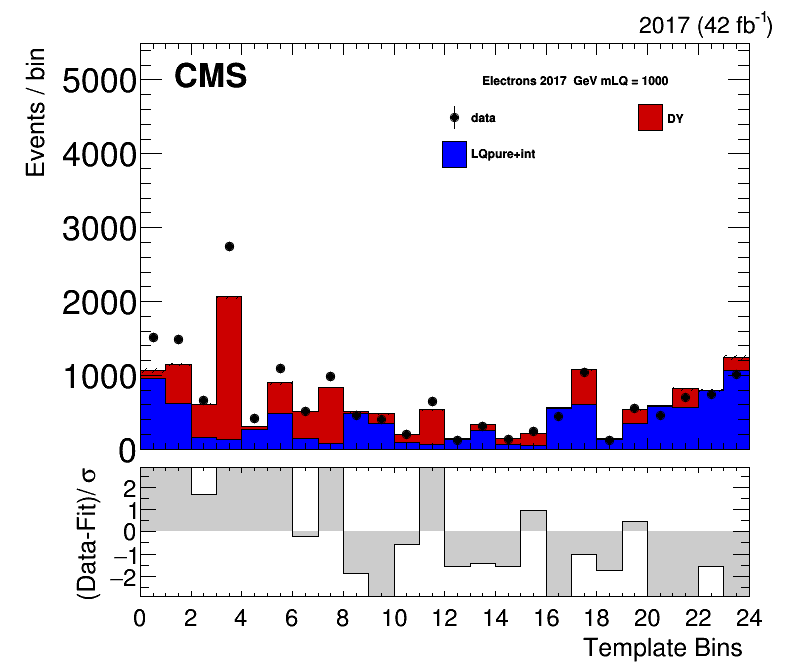 2017 (42 fb-1)
CMS
Electrons 2017 GeV mLQ = 1000
data
DY
LQpure+int
Events / bin
5000
4000
3000
2000
1000
0
(Data-Fit)/ σ
2
1
0
−1
−2
0 2 4 6 8 10 12 14 16 18 20 22 24
Template Bins